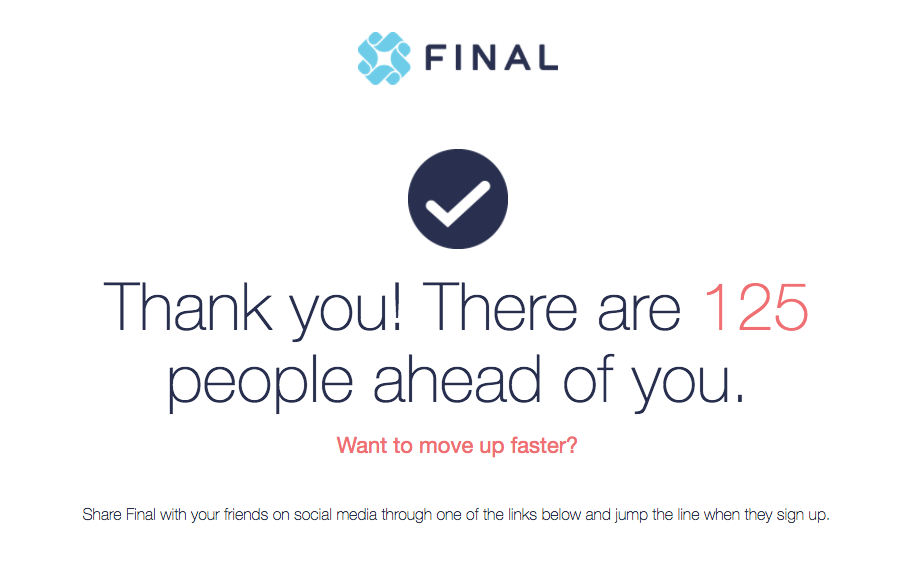 FINAL
Thank you! There are 125
people ahead of you.
Want to move up faster?
Share Final with your friends on social media through one of the links below and jump the line when they sign up.